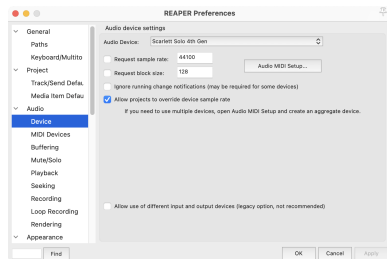 REAPER Preferences
General
Paths
Keyboard/Multito
Project
Track/Send Defau
Media Item Defau
Audio
Device
MIDI Devices
Buffering
Mute/Solo
Playback
Seeking
Recording
Loop Recording
Rendering
Appearance
Find
Audio device settings
Audio Device: Scarlett Solo 4th Gen
Request sample rate: 44100
Request block size: 128
Audio MIDI Setup...
Ignore running change notifications (may be required for some devices)
Allow projects to override device sample rate
If you need to use multiple devices, open Audio MIDI Setup and create an aggregate device.
Allow use of different input and output devices (legacy option, not recommended)
OK Cancel Apply